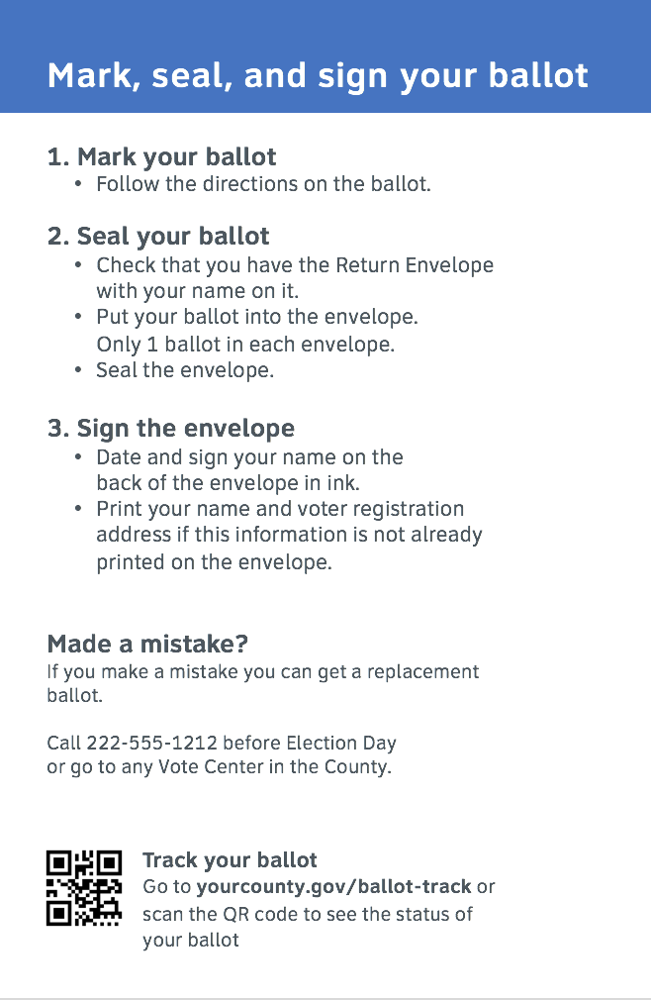 Mark, seal, and sign your ballot
1. Mark your ballot
• Follow the directions on the ballot.
2. Seal your ballot
• Check that you have the Return Envelope
with your name on it.
• Put your ballot into the envelope.
Only 1 ballot in each envelope.
• Seal the envelope.
3. Sign the envelope
• Date and sign your name on the
back of the envelope in ink.
• Print your name and voter registration
address if this information is not already
printed on the envelope.
Made a mistake?
If you make a mistake you can get a replacement
ballot.
Call 222-555-1212 before Election Day
or go to any Vote Center in the County.
Track your ballot
Go to yourcounty.gov/ballot-track or
scan the QR code to see the status of
your ballot